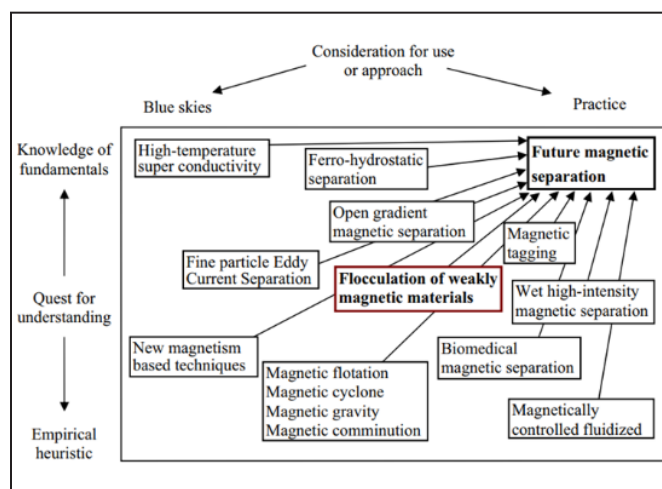 Consideration for use
or approach
Blue skies
Practice
Knowledge of
fundamentals
Quest for
understanding
Empirical
heuristic
High-temperature
super conductivity
Ferro-hydrostatic
separation
Future magnetic
separation
Open gradient
magnetic separation
Magnetic
tagging
Fine particle Eddy
Current Separation
Flocculation of weakly
magnetic materials
Wet high-intensity
magnetic separation
New magnetism
based techniques
Magnetic flotation
Magnetic cyclone
Magnetic gravity
Magnetic comminution
Biomedical
magnetic separation
Magnetically
controlled fluidized